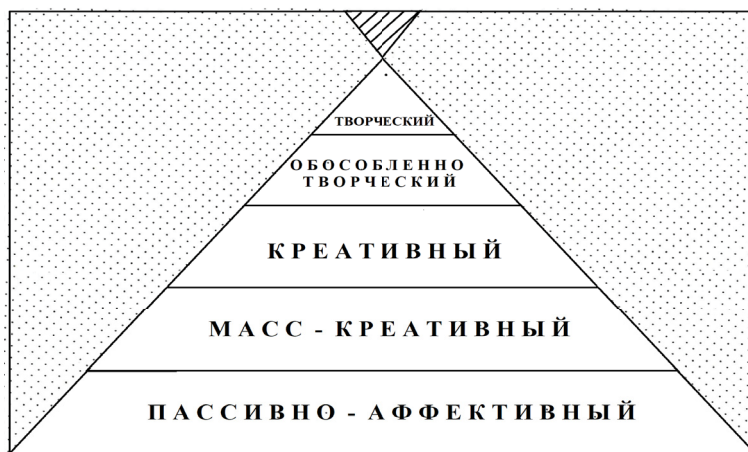 ТВОРЧЕСКИЙ
ОБОСОБЛЕННО
ТВОРЧЕСКИЙ
КРЕАТИВНЫЙ
МАСС - КРЕАТИВНЫЙ
ПАССИВНО - АФФЕКТИВНЫЙ